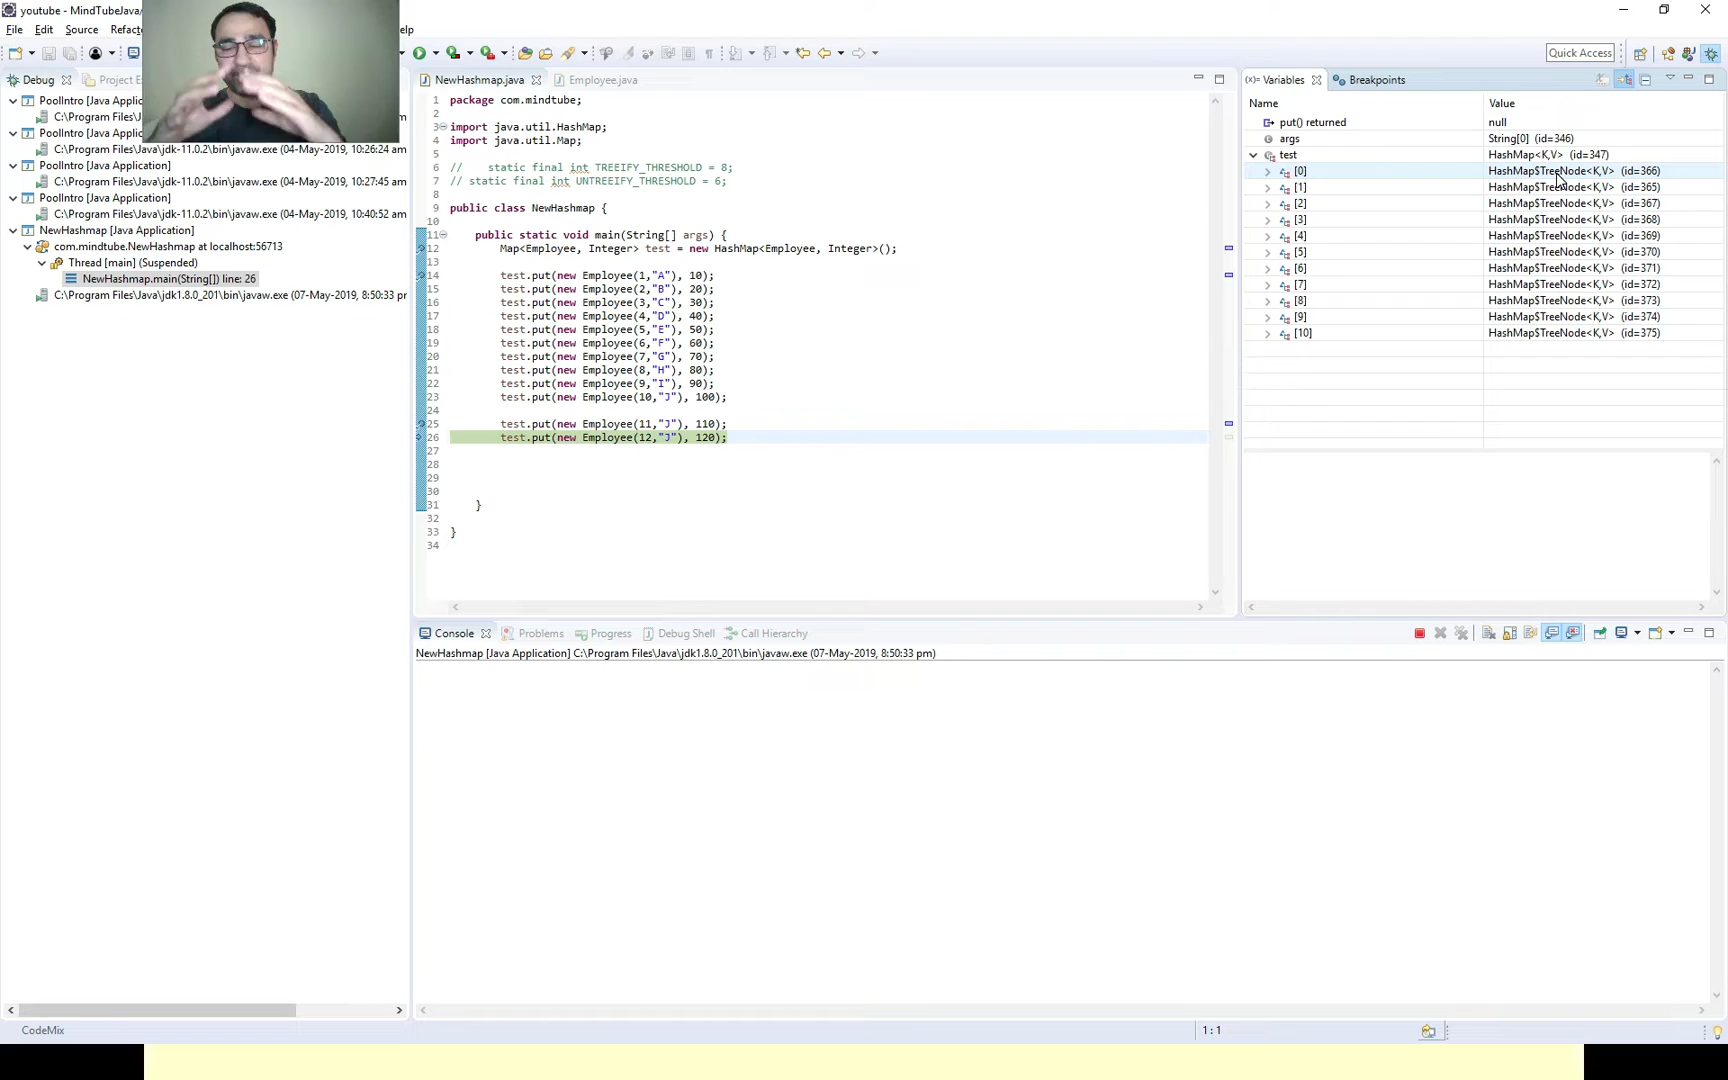 youtube - MindTubeJava/
File Edit Source Refact elp
Quick Access
Debug Project E
PoolIntro [Java Applicatio
C:\Program Files\Java\
PoolIntro [Java Applic
C:\Program Files\Java\jdk-11.0.2\bin\javaw.exe (04-May-2019, 10:26:24 am
PoolIntro [Java Application]
C:\Program Files\Java\jdk-11.0.2\bin\javaw.exe (04-May-2019, 10:27:45 am
PoolIntro [Java Application]
C:\Program Files\Java\jdk-11.0.2\bin\javaw.exe (04-May-2019, 10:40:52 am
NewHashmap [Java Application]
com.mindtube.NewHashmap at localhost:56713
Thread [main] (Suspended)
NewHashmap.main(String[]) line: 26
C:\Program Files\Java\jdk1.8.0_201\bin\javaw.exe (07-May-2019, 8:50:33 pr
NewHashmap.java Employee.java
1 package com.mindtube;
2
3 import java.util.HashMap;
4 import java.util.Map;
5
6 // static final int TREEIFY_THRESHOLD = 8;
7 // static final int UNTREEIFY_THRESHOLD = 6;
8
9 public class NewHashmap {
10
11 public static void main(String[] args) {
12 Map<Employee, Integer> test = new HashMap<Employee, Integer>();
13
14 test.put(new Employee(1,"A"), 10);
15 test.put(new Employee(2,"B"), 20);
16 test.put(new Employee(3,"C"), 30);
17 test.put(new Employee(4,"D"), 40);
18 test.put(new Employee(5,"E"), 50);
19 test.put(new Employee(6,"F"), 60);
20 test.put(new Employee(7,"G"), 70);
21 test.put(new Employee(8,"H"), 80);
22 test.put(new Employee(9,"I"), 90);
23 test.put(new Employee(10,"J"), 100);
24
25 test.put(new Employee(11,"J"), 110);
26 test.put(new Employee(12,"J"), 120);
27
28
29
30
31 }
32
33 }
34
(x)= Variables Breakpoints
Name Value
put() returned null
args String[0] (id=346)
test HashMap<K,V> (id=347)
[0] HashMap$TreeNode<K,V> (id=366)
[1] HashMap$TreeNode<K,V> (id=365)
[2] HashMap$TreeNode<K,V> (id=367)
[3] HashMap$TreeNode<K,V> (id=368)
[4] HashMap$TreeNode<K,V> (id=369)
[5] HashMap$TreeNode<K,V> (id=370)
[6] HashMap$TreeNode<K,V> (id=371)
[7] HashMap$TreeNode<K,V> (id=372)
[8] HashMap$TreeNode<K,V> (id=373)
[9] HashMap$TreeNode<K,V> (id=374)
[10] HashMap$TreeNode<K,V> (id=375)
Console Problems Progress Debug Shell Call Hierarchy
NewHashmap [Java Application] C:\Program Files\Java\jdk1.8.0_201\bin\javaw.exe (07-May-2019, 8:50:33 pm)
CodeMix 1 : 1